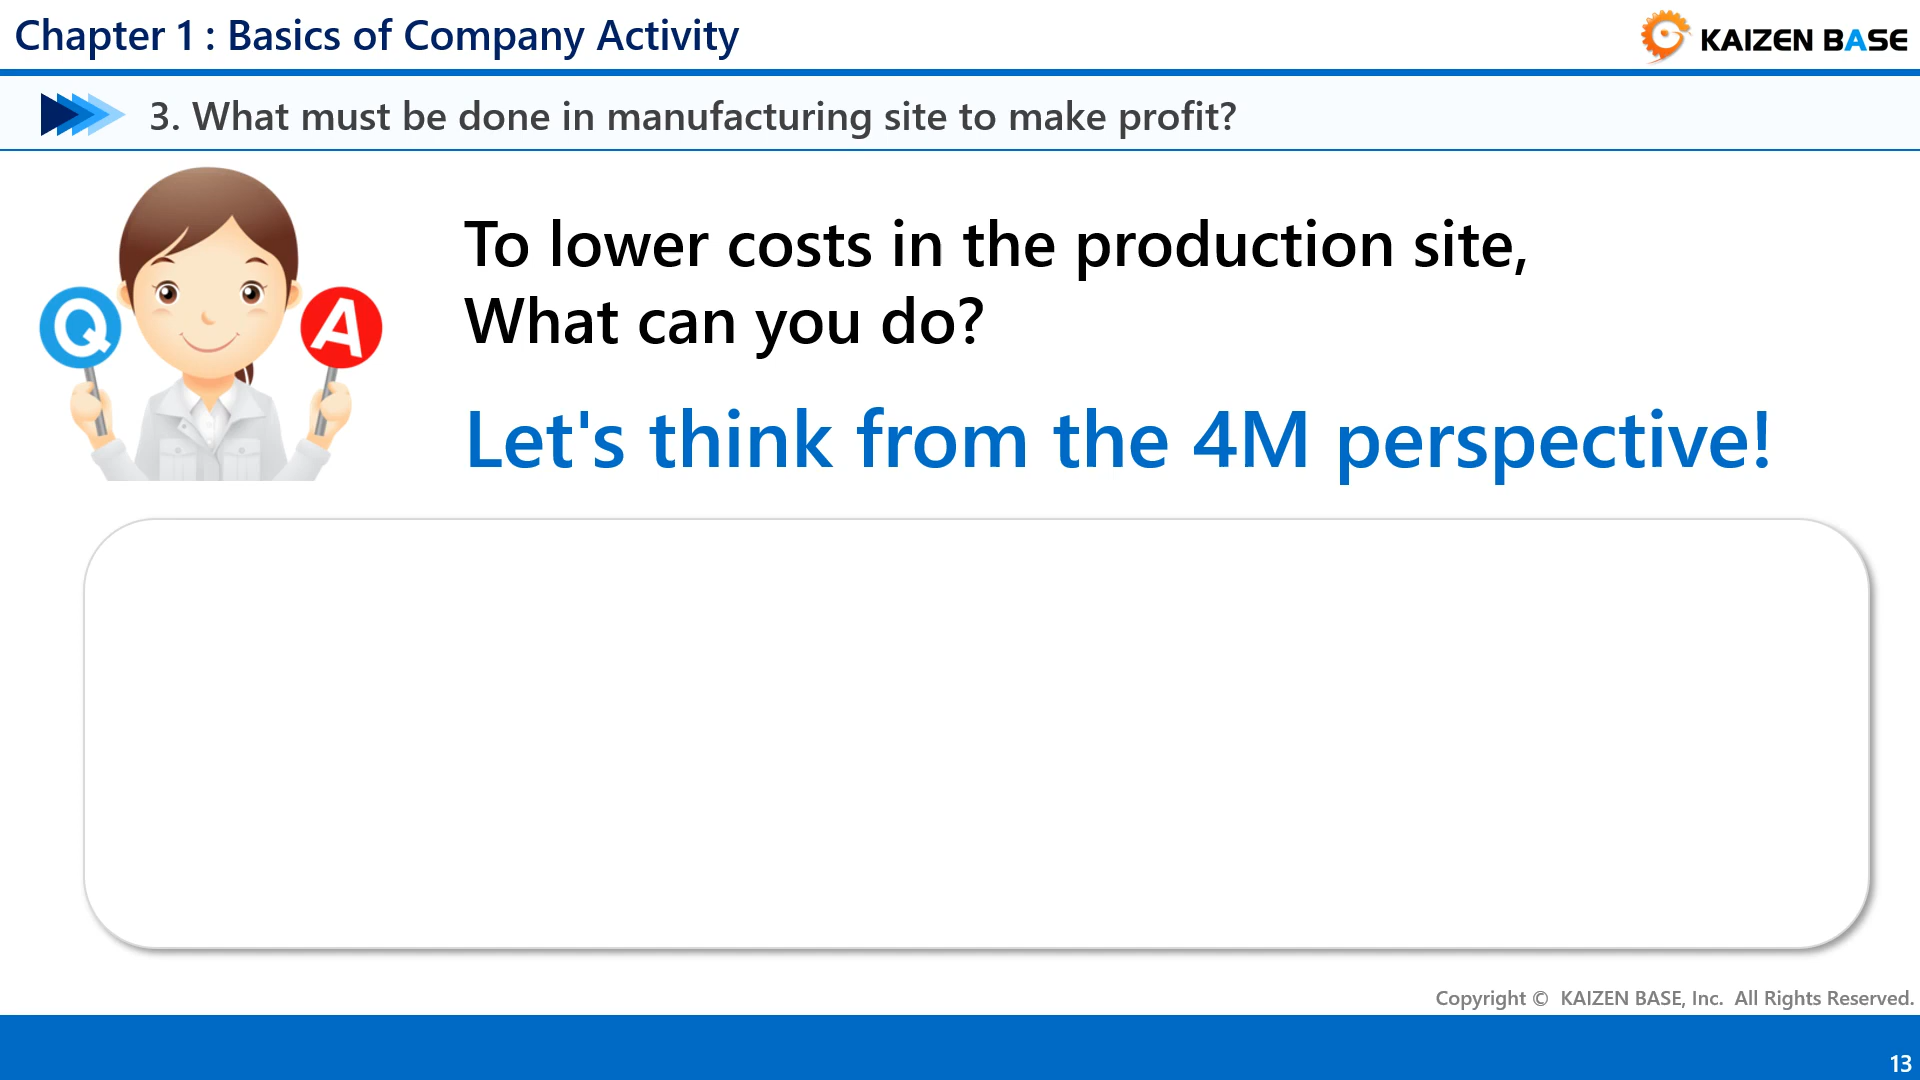 Chapter 1 : Basics of Company Activity
KAIZEN BASE
3. What must be done in manufacturing site to make profit?
Q
A
To lower costs in the production site,
What can you do?
Let's think from the 4M perspective!
Copyright © KAIZEN BASE, Inc. All Rights Reserved.
13